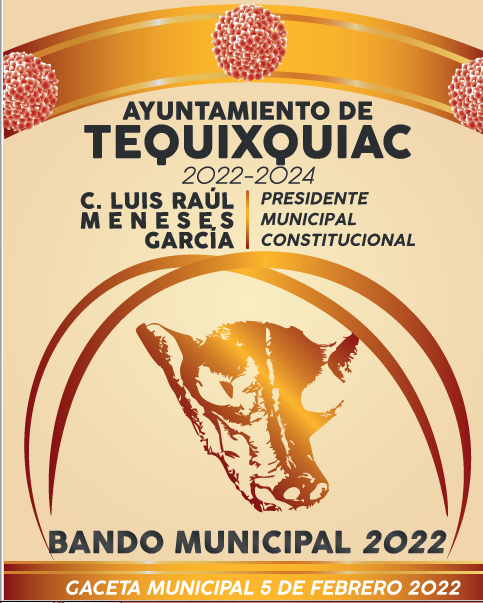 AYUNTAMIENTO DE
TEQUIXQUIAC
2022-2024
C. LUIS RAÚL
MENESES
GARCÍA
PRESIDENTE
MUNICIPAL
CONSTITUCIONAL
BANDO MUNICIPAL 2022
GACETA MUNICIPAL 5 DE FEBRERO 2022